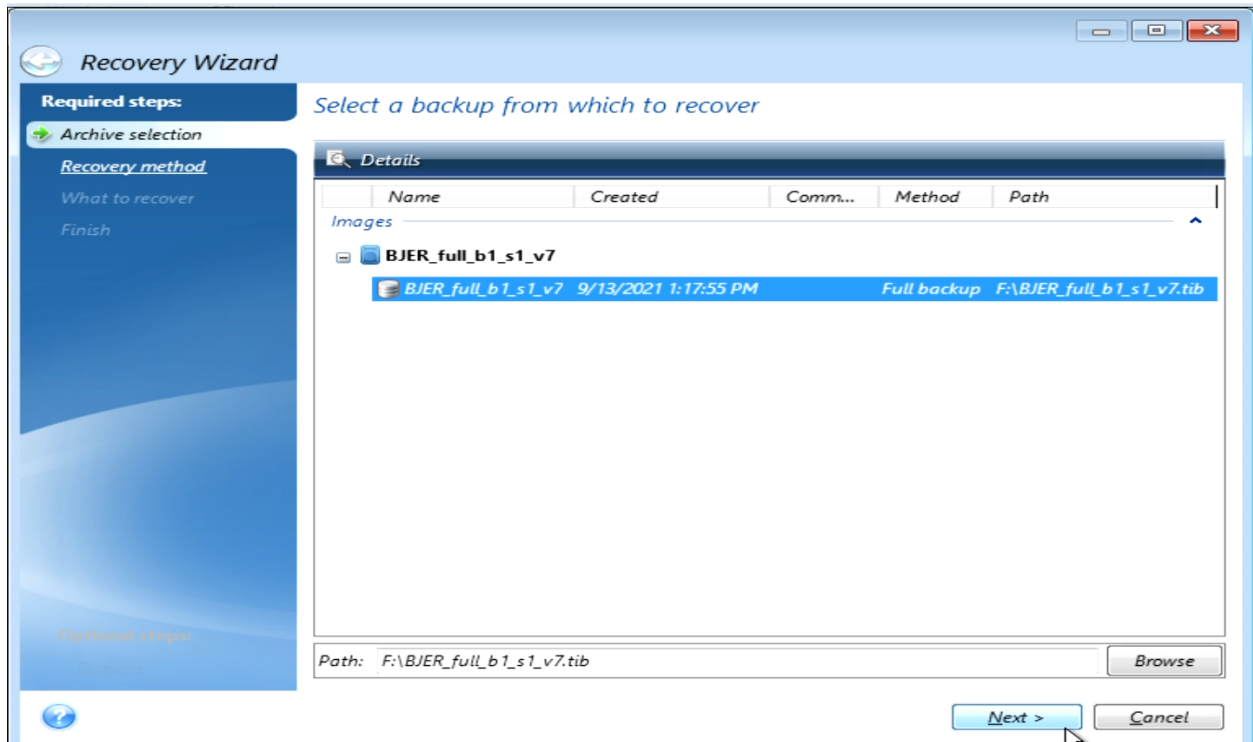 Recovery Wizard
Required steps:
Select a backup from which to recover
Archive selection
Recovery method
What to recover
Finish
Details
Name Created Comm... Method Path
Images
BJER_full_b1_s1_v7
BJER_full_b1_s1_v7 9/13/2021 1:17:55 PM Full backup F:\BJER_full_b1_s1_v7.tib
Optional steps:
Path: F:\BJER_full_b1_s1_v7.tib Browse
Next > Cancel